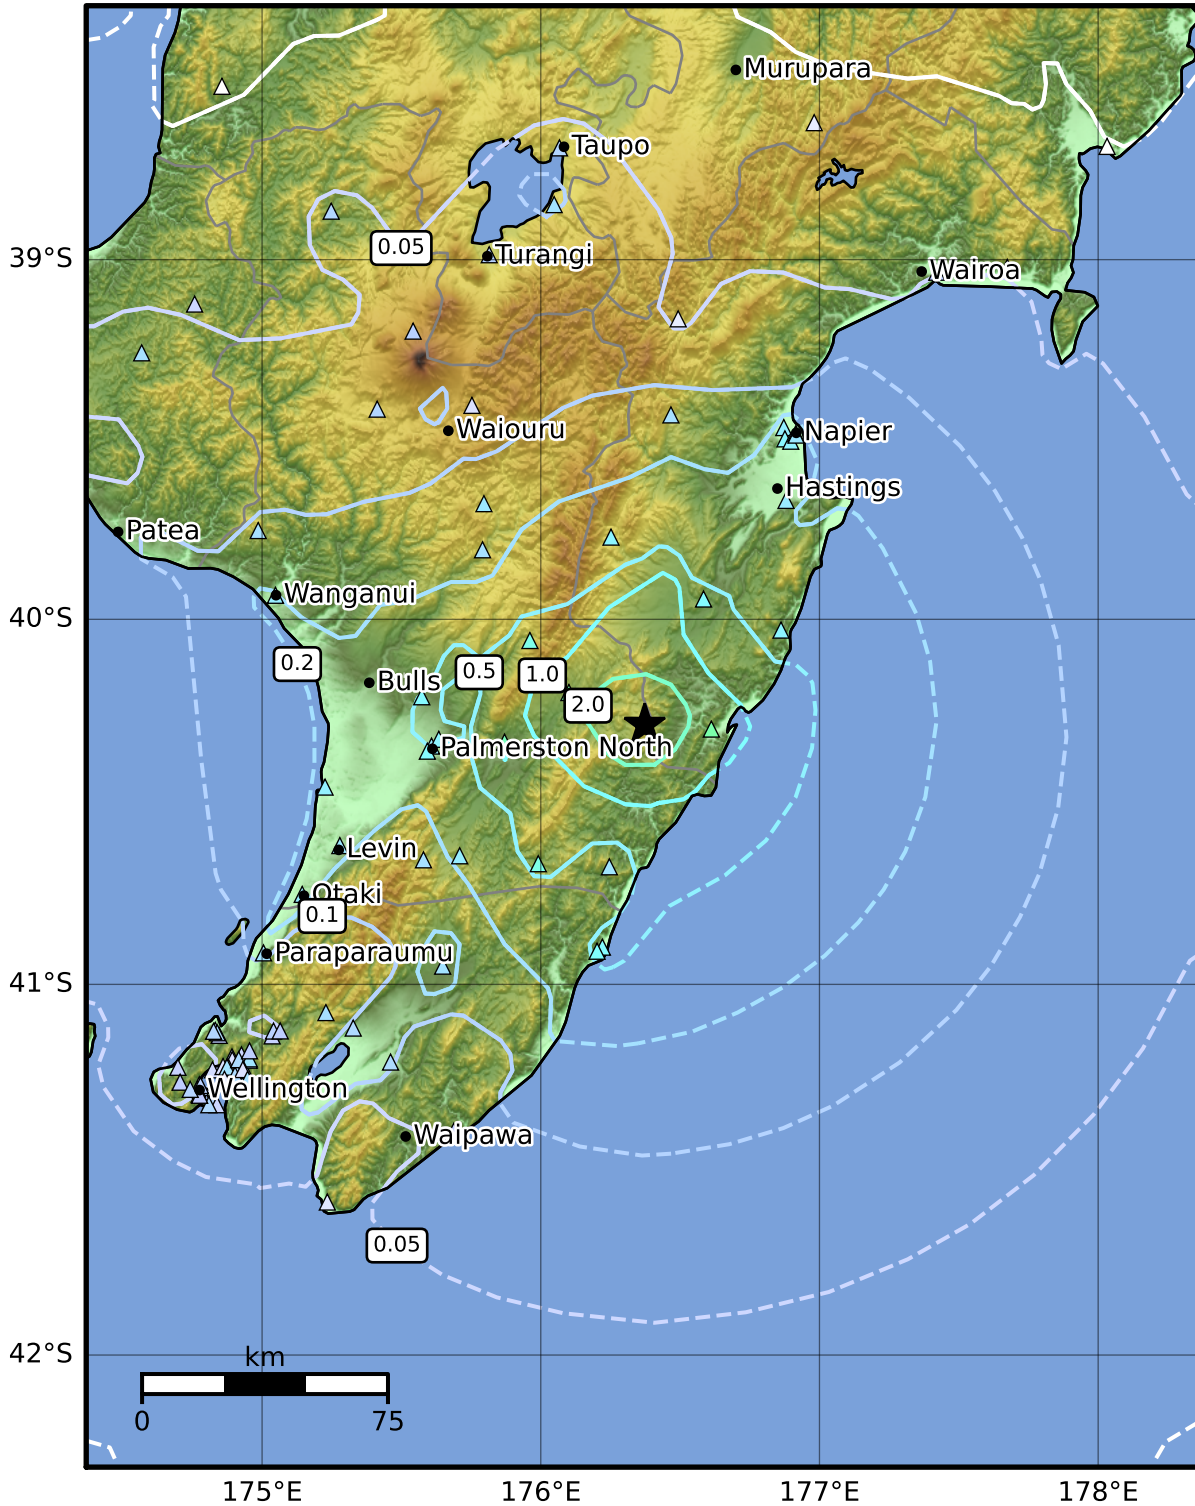 Murupara
Taupo
0.05
Turangi
39°S
Wairoa
Waiouru
Napier
Hastings
Patea
Wanganui
40°S
0.2
Bulls
0.5
1.0
2.0
Palmerston North
Levin
Otaki
0.1
Paraparaumu
41°S
Wellington
Waipawa
0.05
42°S
km
0
75
175°E
176°E
177°E
178°E